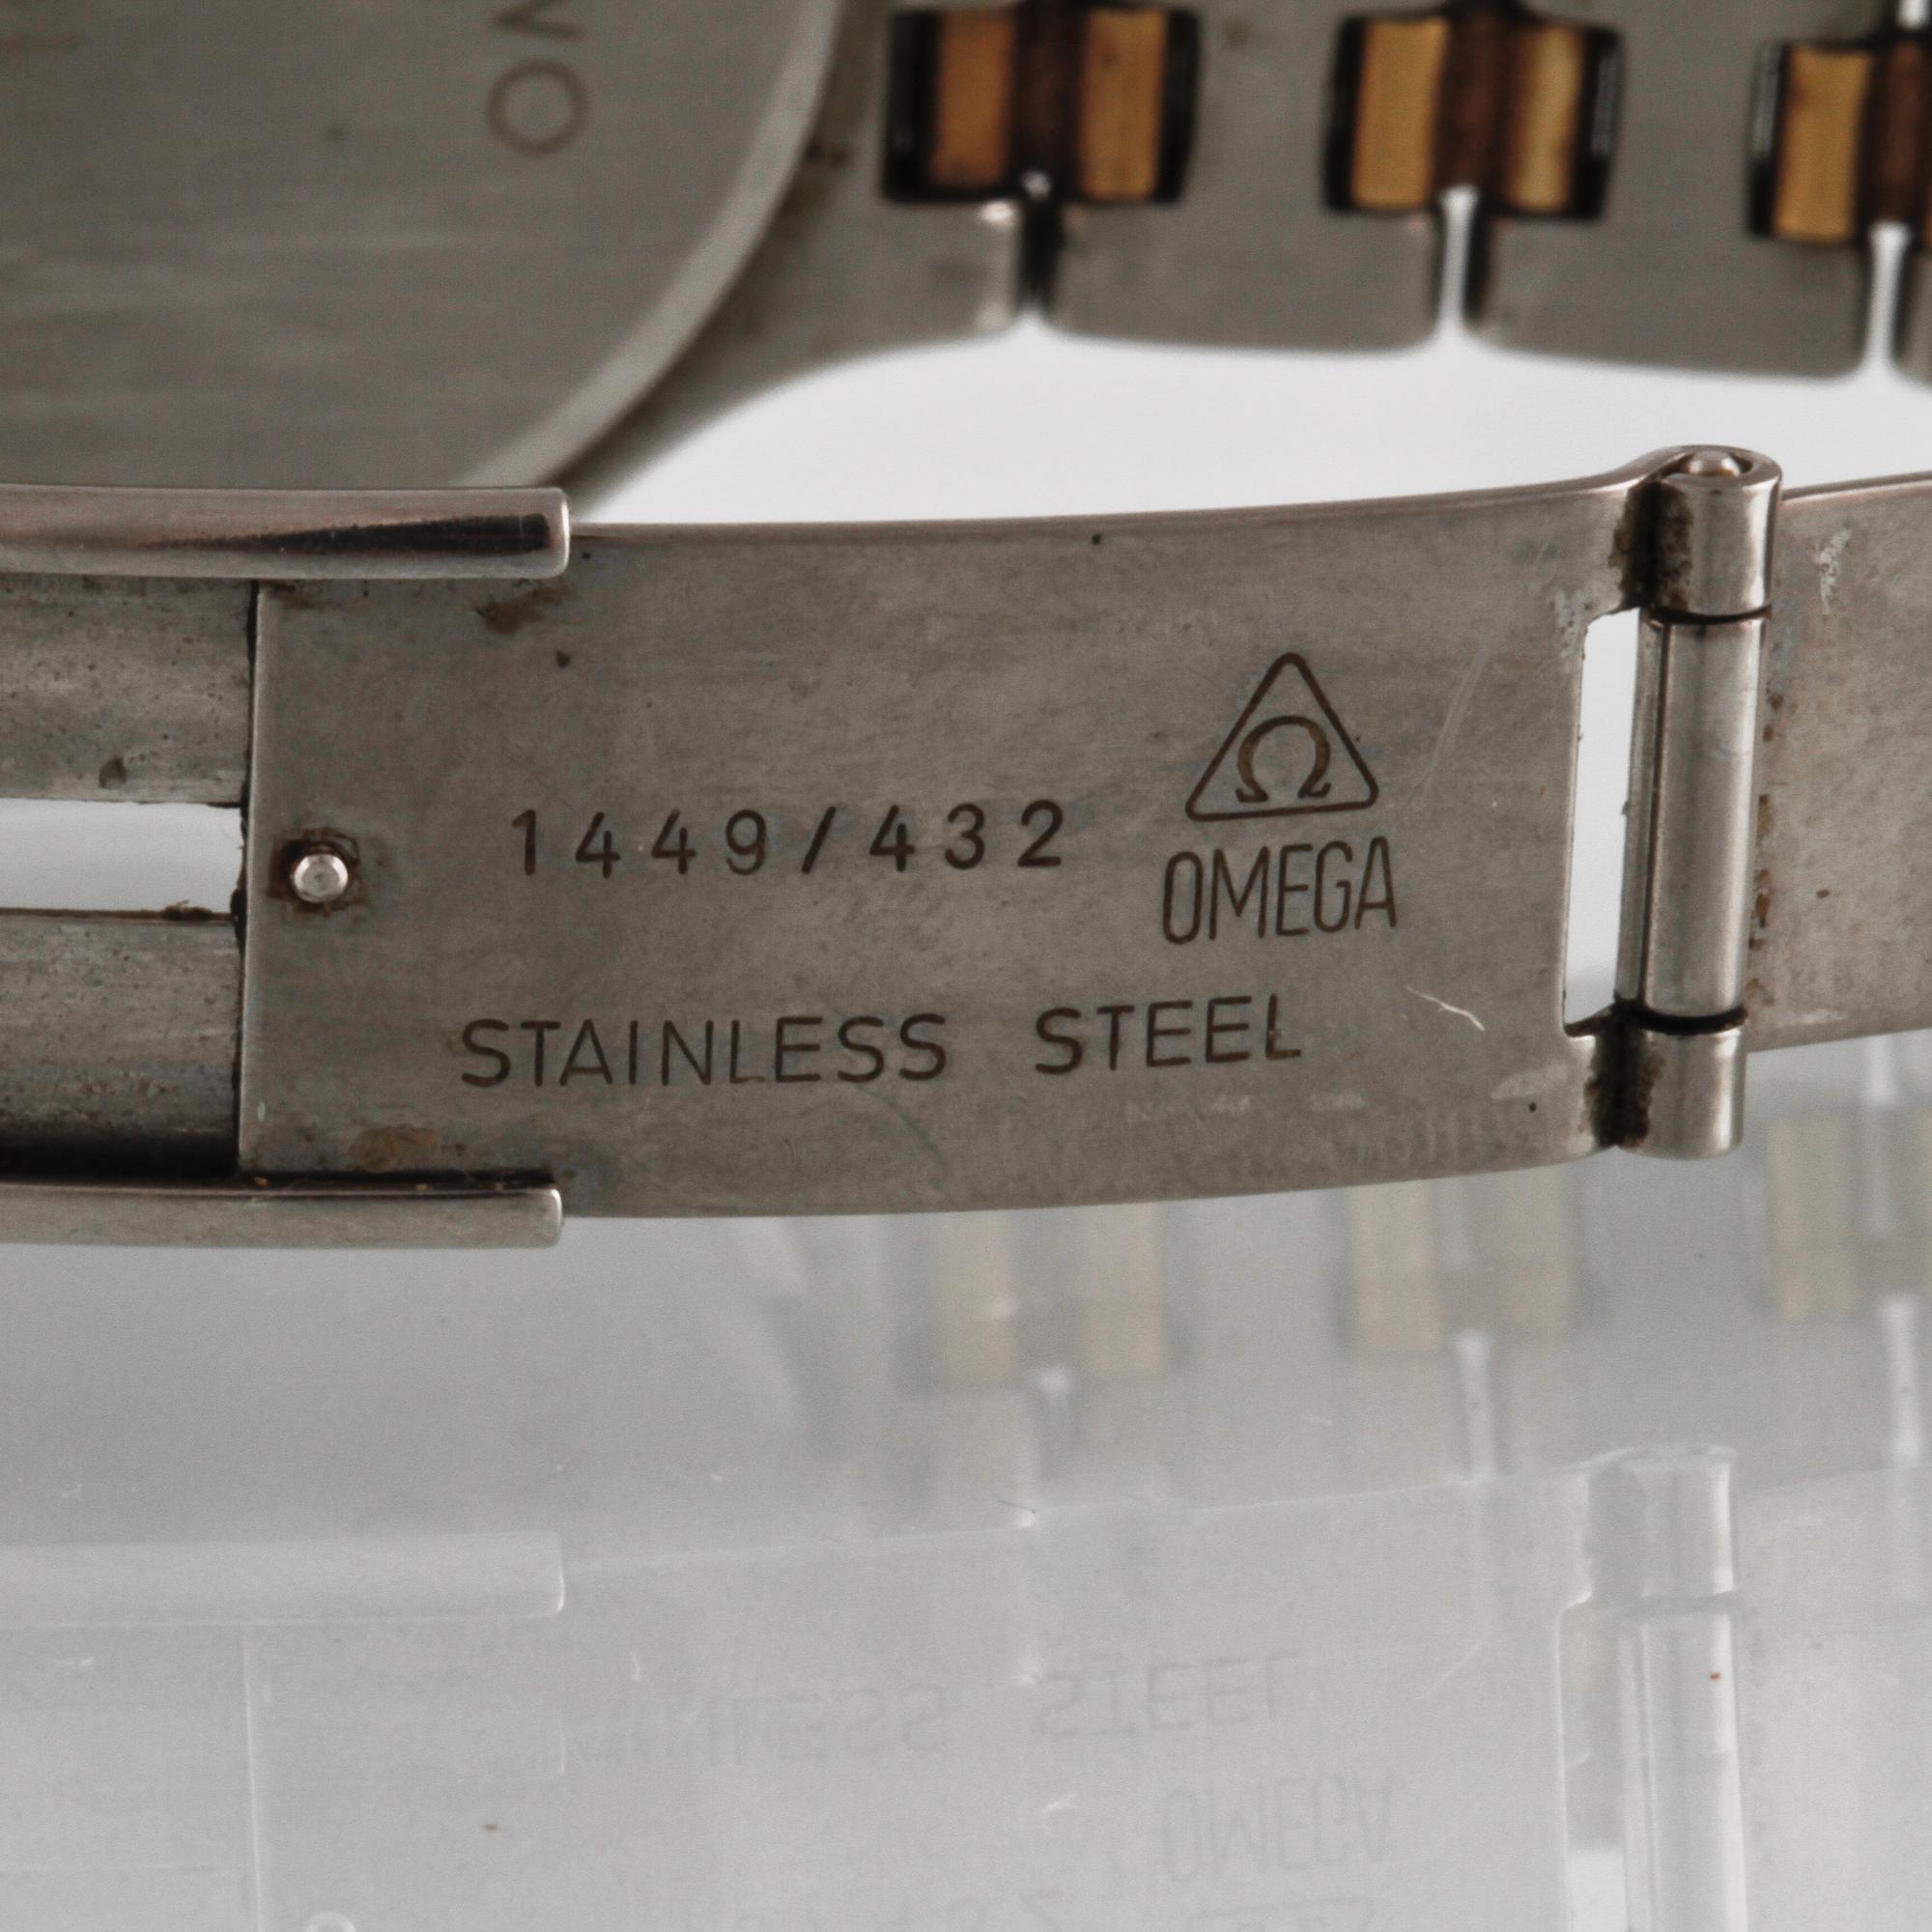 1449/432
Ω
OMEGA
STAINLESS STEEL